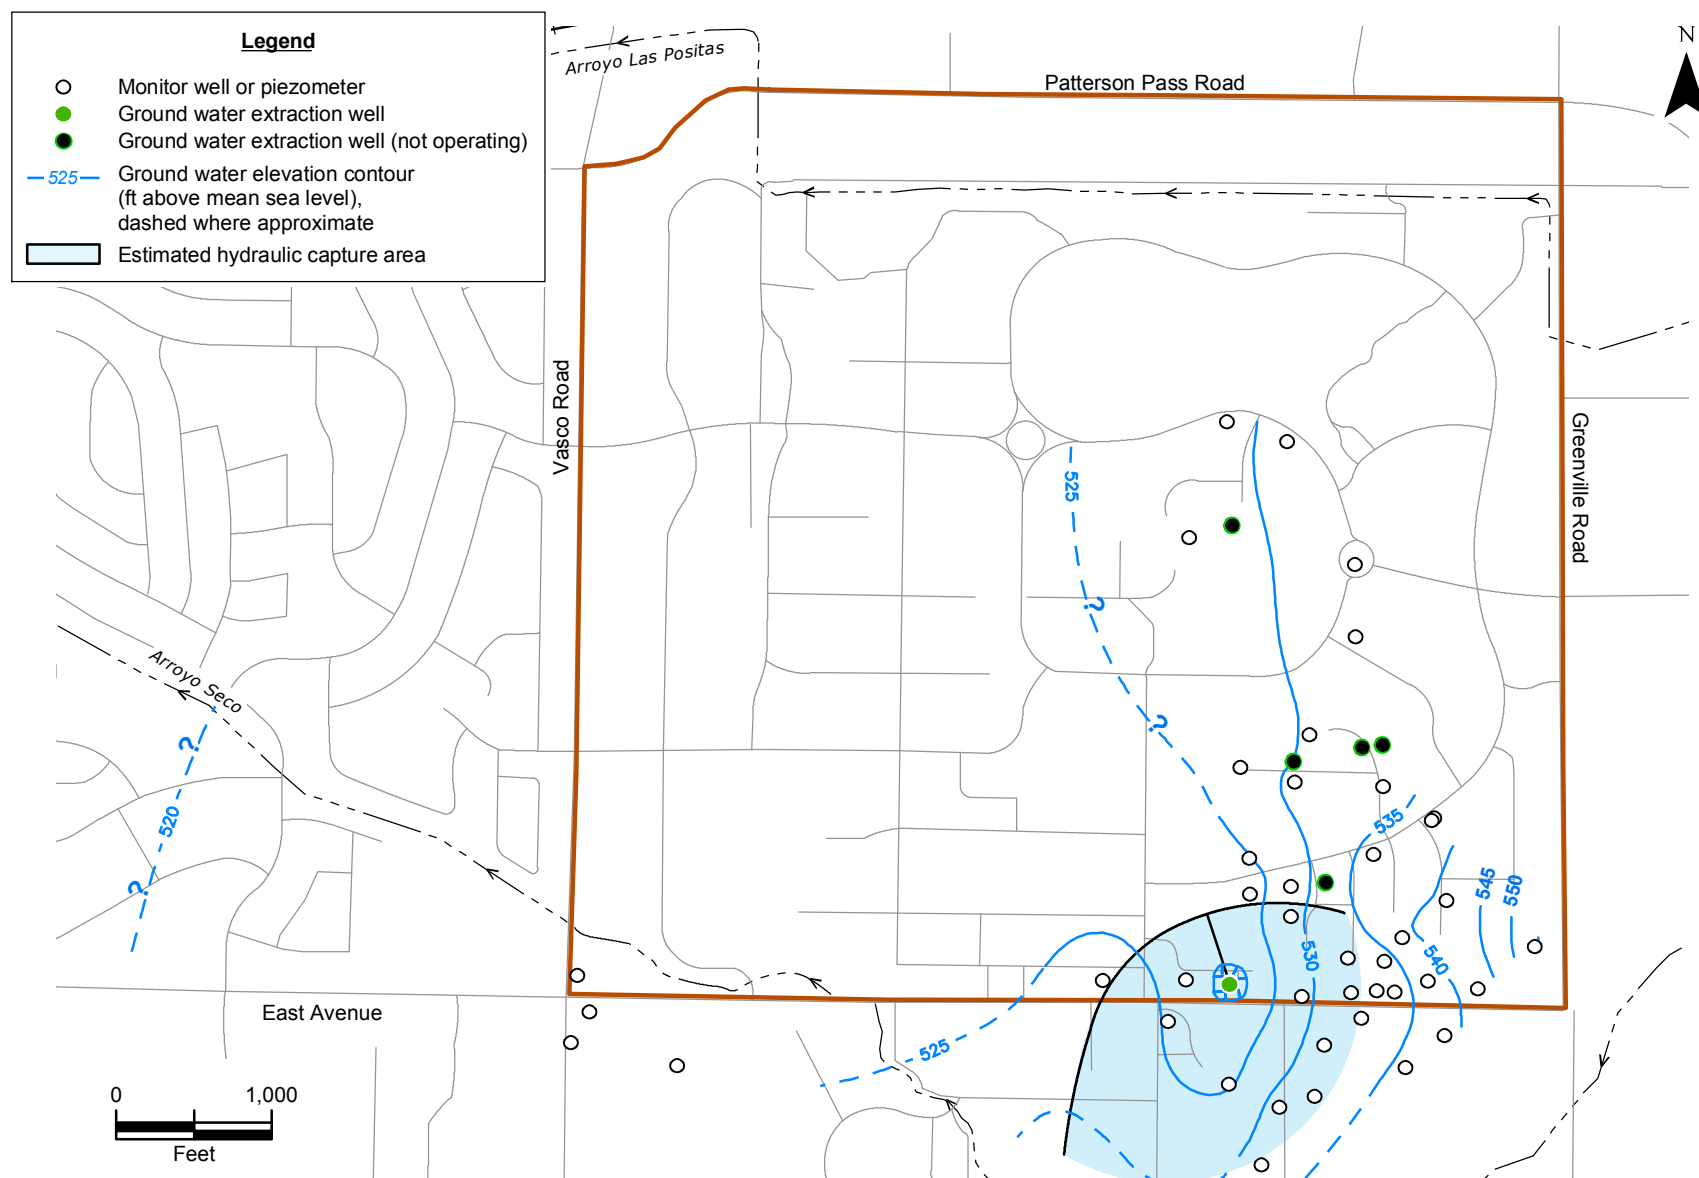 Legend
Monitor well or piezometer
Ground water extraction well
Ground water extraction well (not operating)
525
Ground water elevation contour
(ft above mean sea level),
dashed where approximate
Estimated hydraulic capture area
Arroyo Las Positas
Patterson Pass Road
N
Vasco Road
Greenville Road
525
?
Arroyo Seco
?
?
520
?
535
545
550
530
540
East Avenue
525
0
1,000
Feet